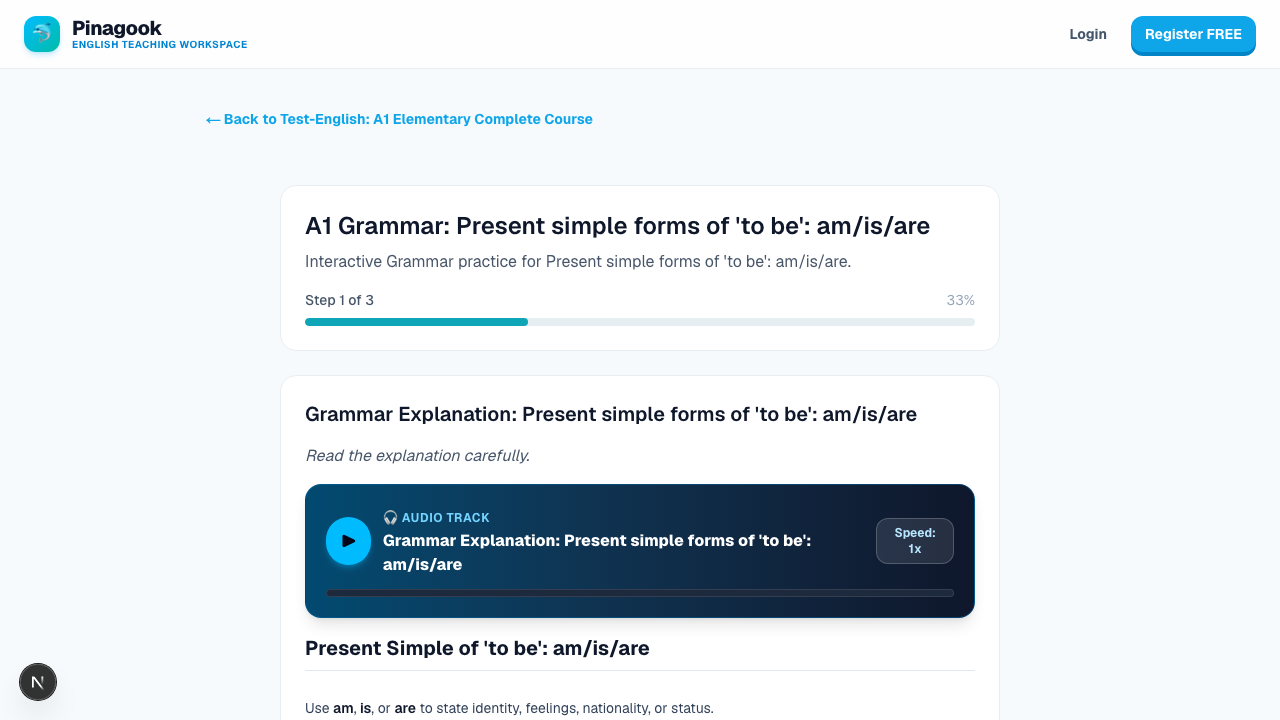 Pinagook
ENGLISH TEACHING WORKSPACE
Login
Register FREE
← Back to Test-English: A1 Elementary Complete Course
A1 Grammar: Present simple forms of 'to be': am/is/are
Interactive Grammar practice for Present simple forms of 'to be': am/is/are.
Step 1 of 3
33%
Grammar Explanation: Present simple forms of 'to be': am/is/are
Read the explanation carefully.
🎧 AUDIO TRACK
Grammar Explanation: Present simple forms of 'to be':
am/is/are
Speed:
1x
Present Simple of 'to be': am/is/are
Use am, is, or are to state identity, feelings, nationality, or status.
N